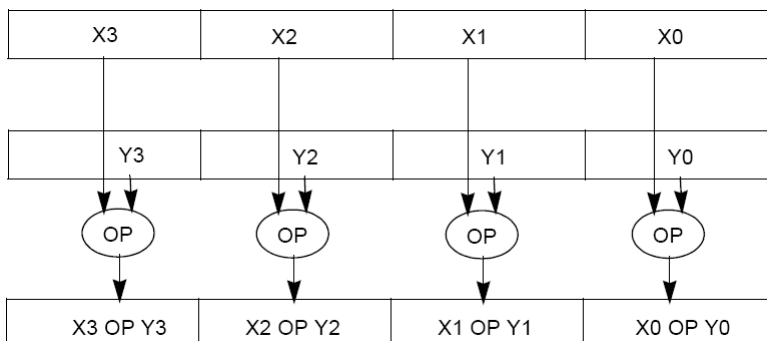 X3 X2 X1 X0
Y3 Y2 Y1 Y0
OP OP OP OP
X3 OP Y3 X2 OP Y2 X1 OP Y1 X0 OP Y0